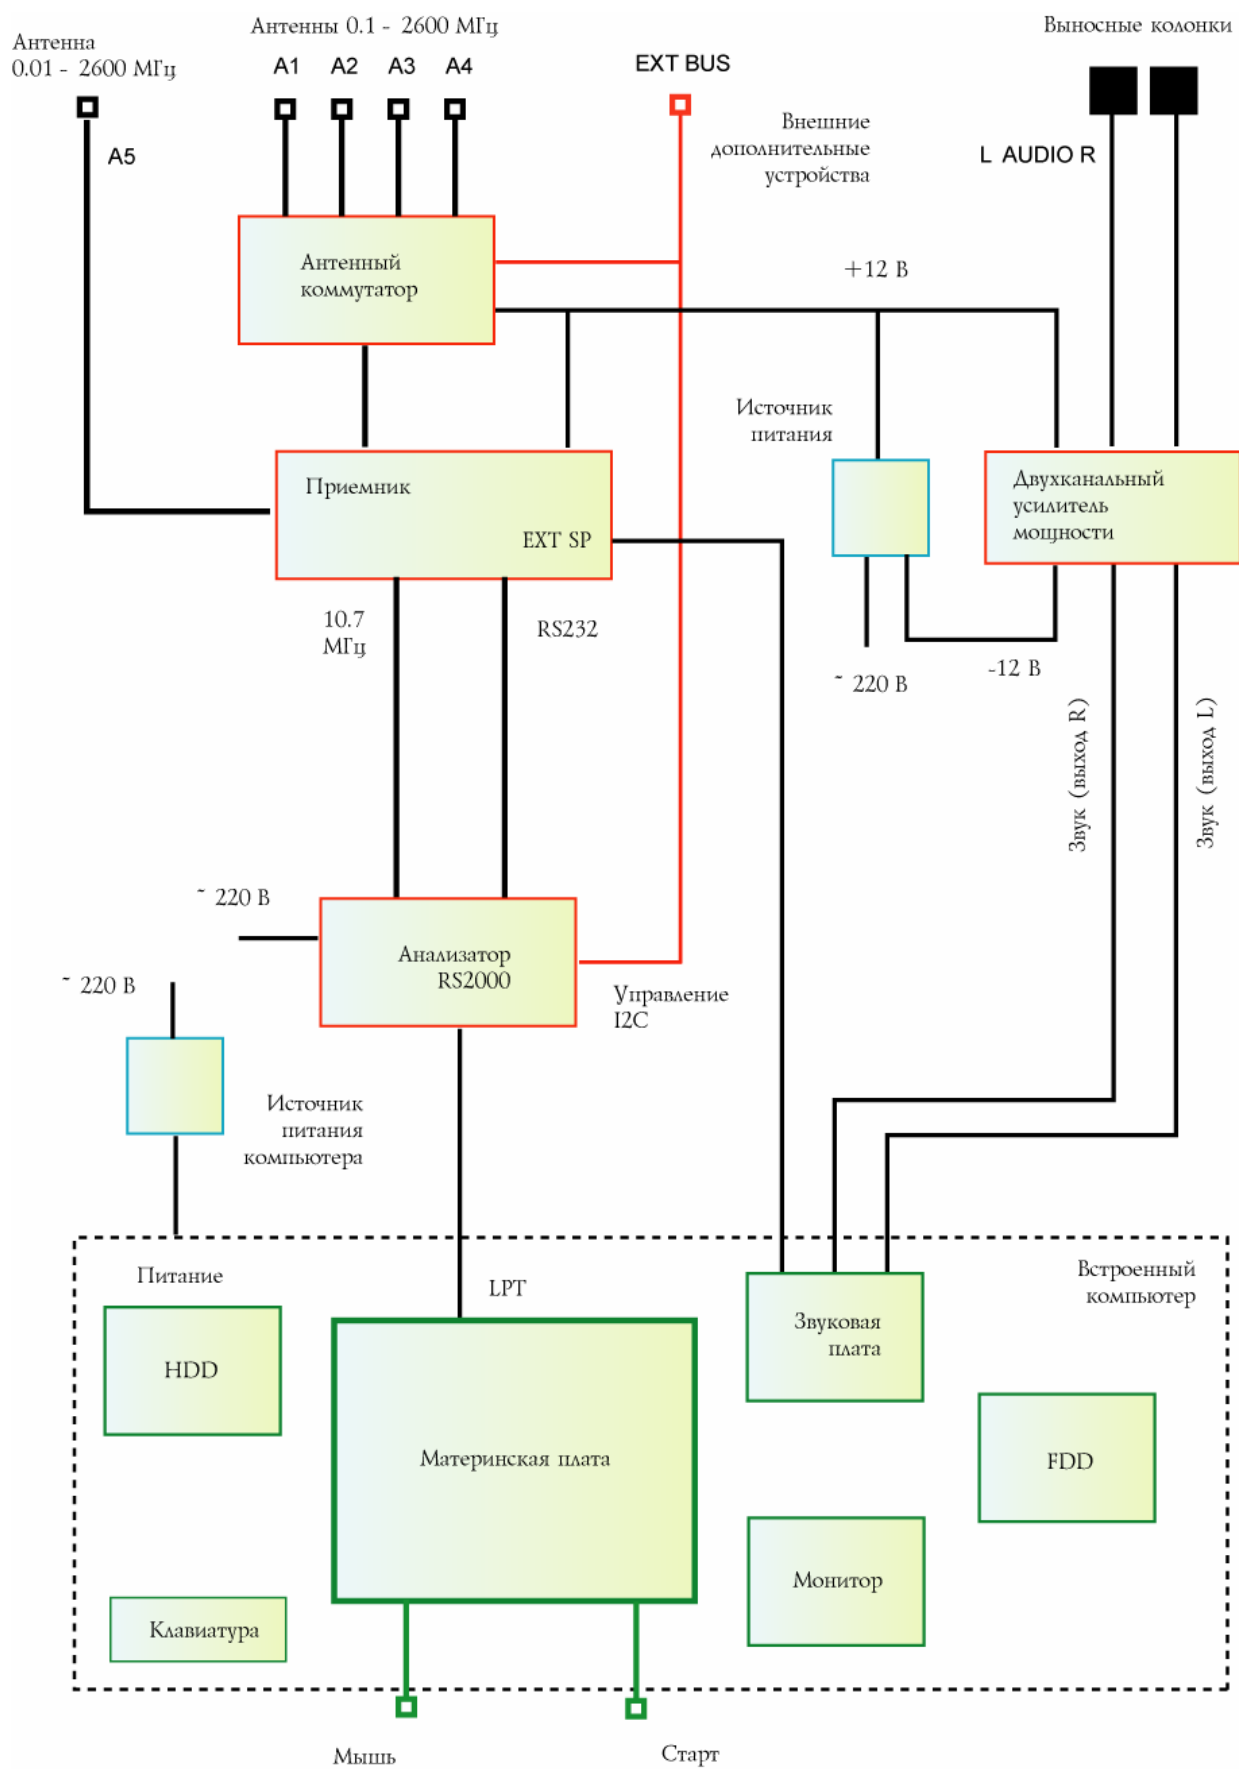 Антенна
0.01 - 2600 МГц
Антенны 0.1 - 2600 МГц
A1 A2 A3 A4
EXT BUS
Выносные колонки
A5
Внешние
дополнительные
устройства
L AUDIO R
Антенный
коммутатор
+12 В
Источник
питания
Приемник
EXT SP
Двухканальный
усилитель
мощности
10.7
МГц
RS232
~ 220 В
-12 В
Звук (выход R)
Звук (выход L)
~ 220 В
Анализатор
RS2000
~ 220 В
Управление
I2C
Источник
питания
компьютера
Питание
LPT
Встроенный
компьютер
HDD
Звуковая
плата
Материнская плата
FDD
Монитор
Клавиатура
Мышь
Старт